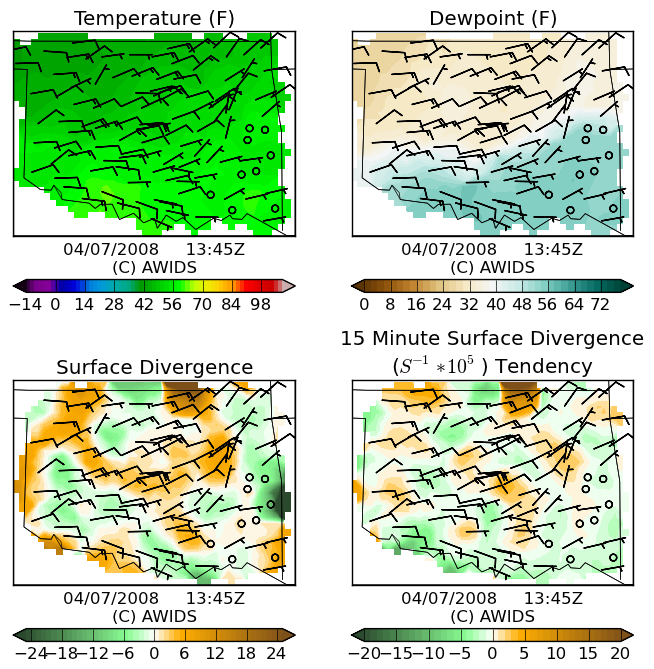 Temperature (F)
Dewpoint (F)
04/07/2008 13:45Z
(C) AWIDS
04/07/2008 13:45Z
(C) AWIDS
−14 0 14 28 42 56 70 84 98
0 8 16 24 32 40 48 56 64 72
Surface Divergence
15 Minute Surface Divergence
(S⁻¹ ∗10⁵ ) Tendency
04/07/2008 13:45Z
(C) AWIDS
04/07/2008 13:45Z
(C) AWIDS
−24 −18 −12 −6 0 6 12 18 24
−20 −15 −10 −5 0 5 10 15 20